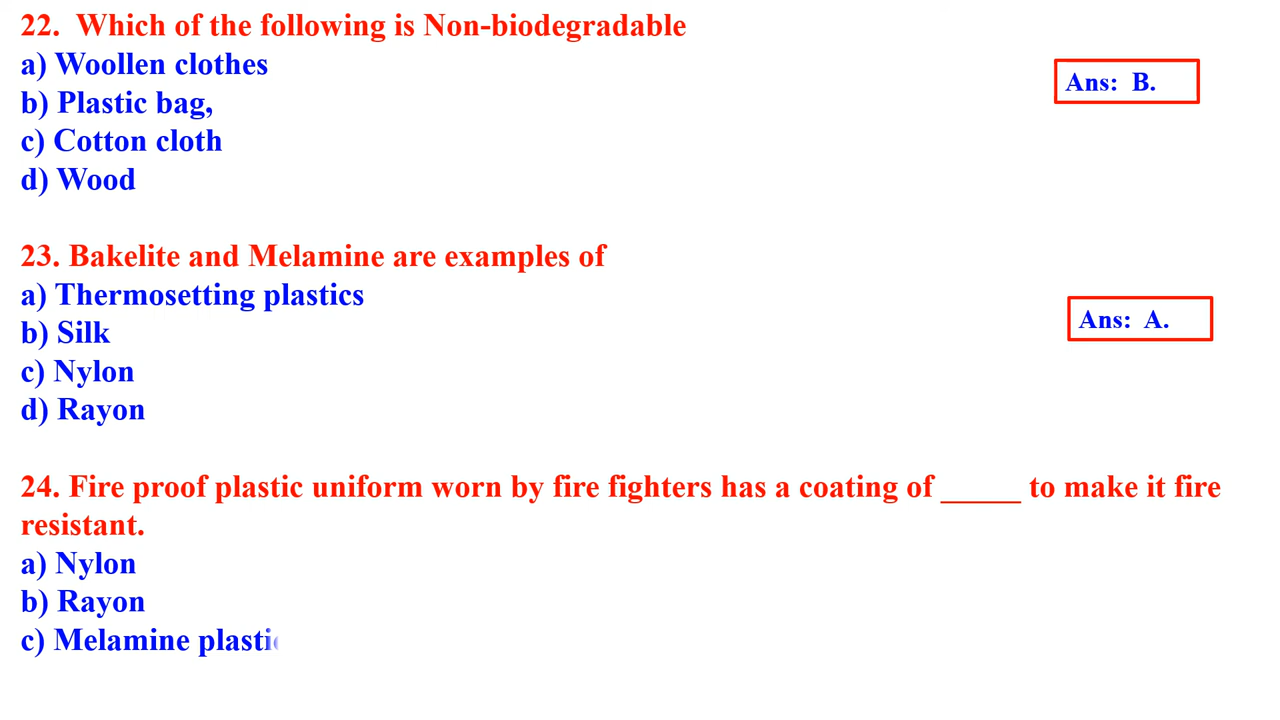 22. Which of the following is Non-biodegradable
a) Woollen clothes
Ans: B.
b) Plastic bag,
c) Cotton cloth
d) Wood
23. Bakelite and Melamine are examples of
a) Thermosetting plastics
Ans: A.
b) Silk
c) Nylon
d) Rayon
24. Fire proof plastic uniform worn by fire fighters has a coating of _____ to make it fire
resistant.
a) Nylon
b) Rayon
c) Melamine plastic